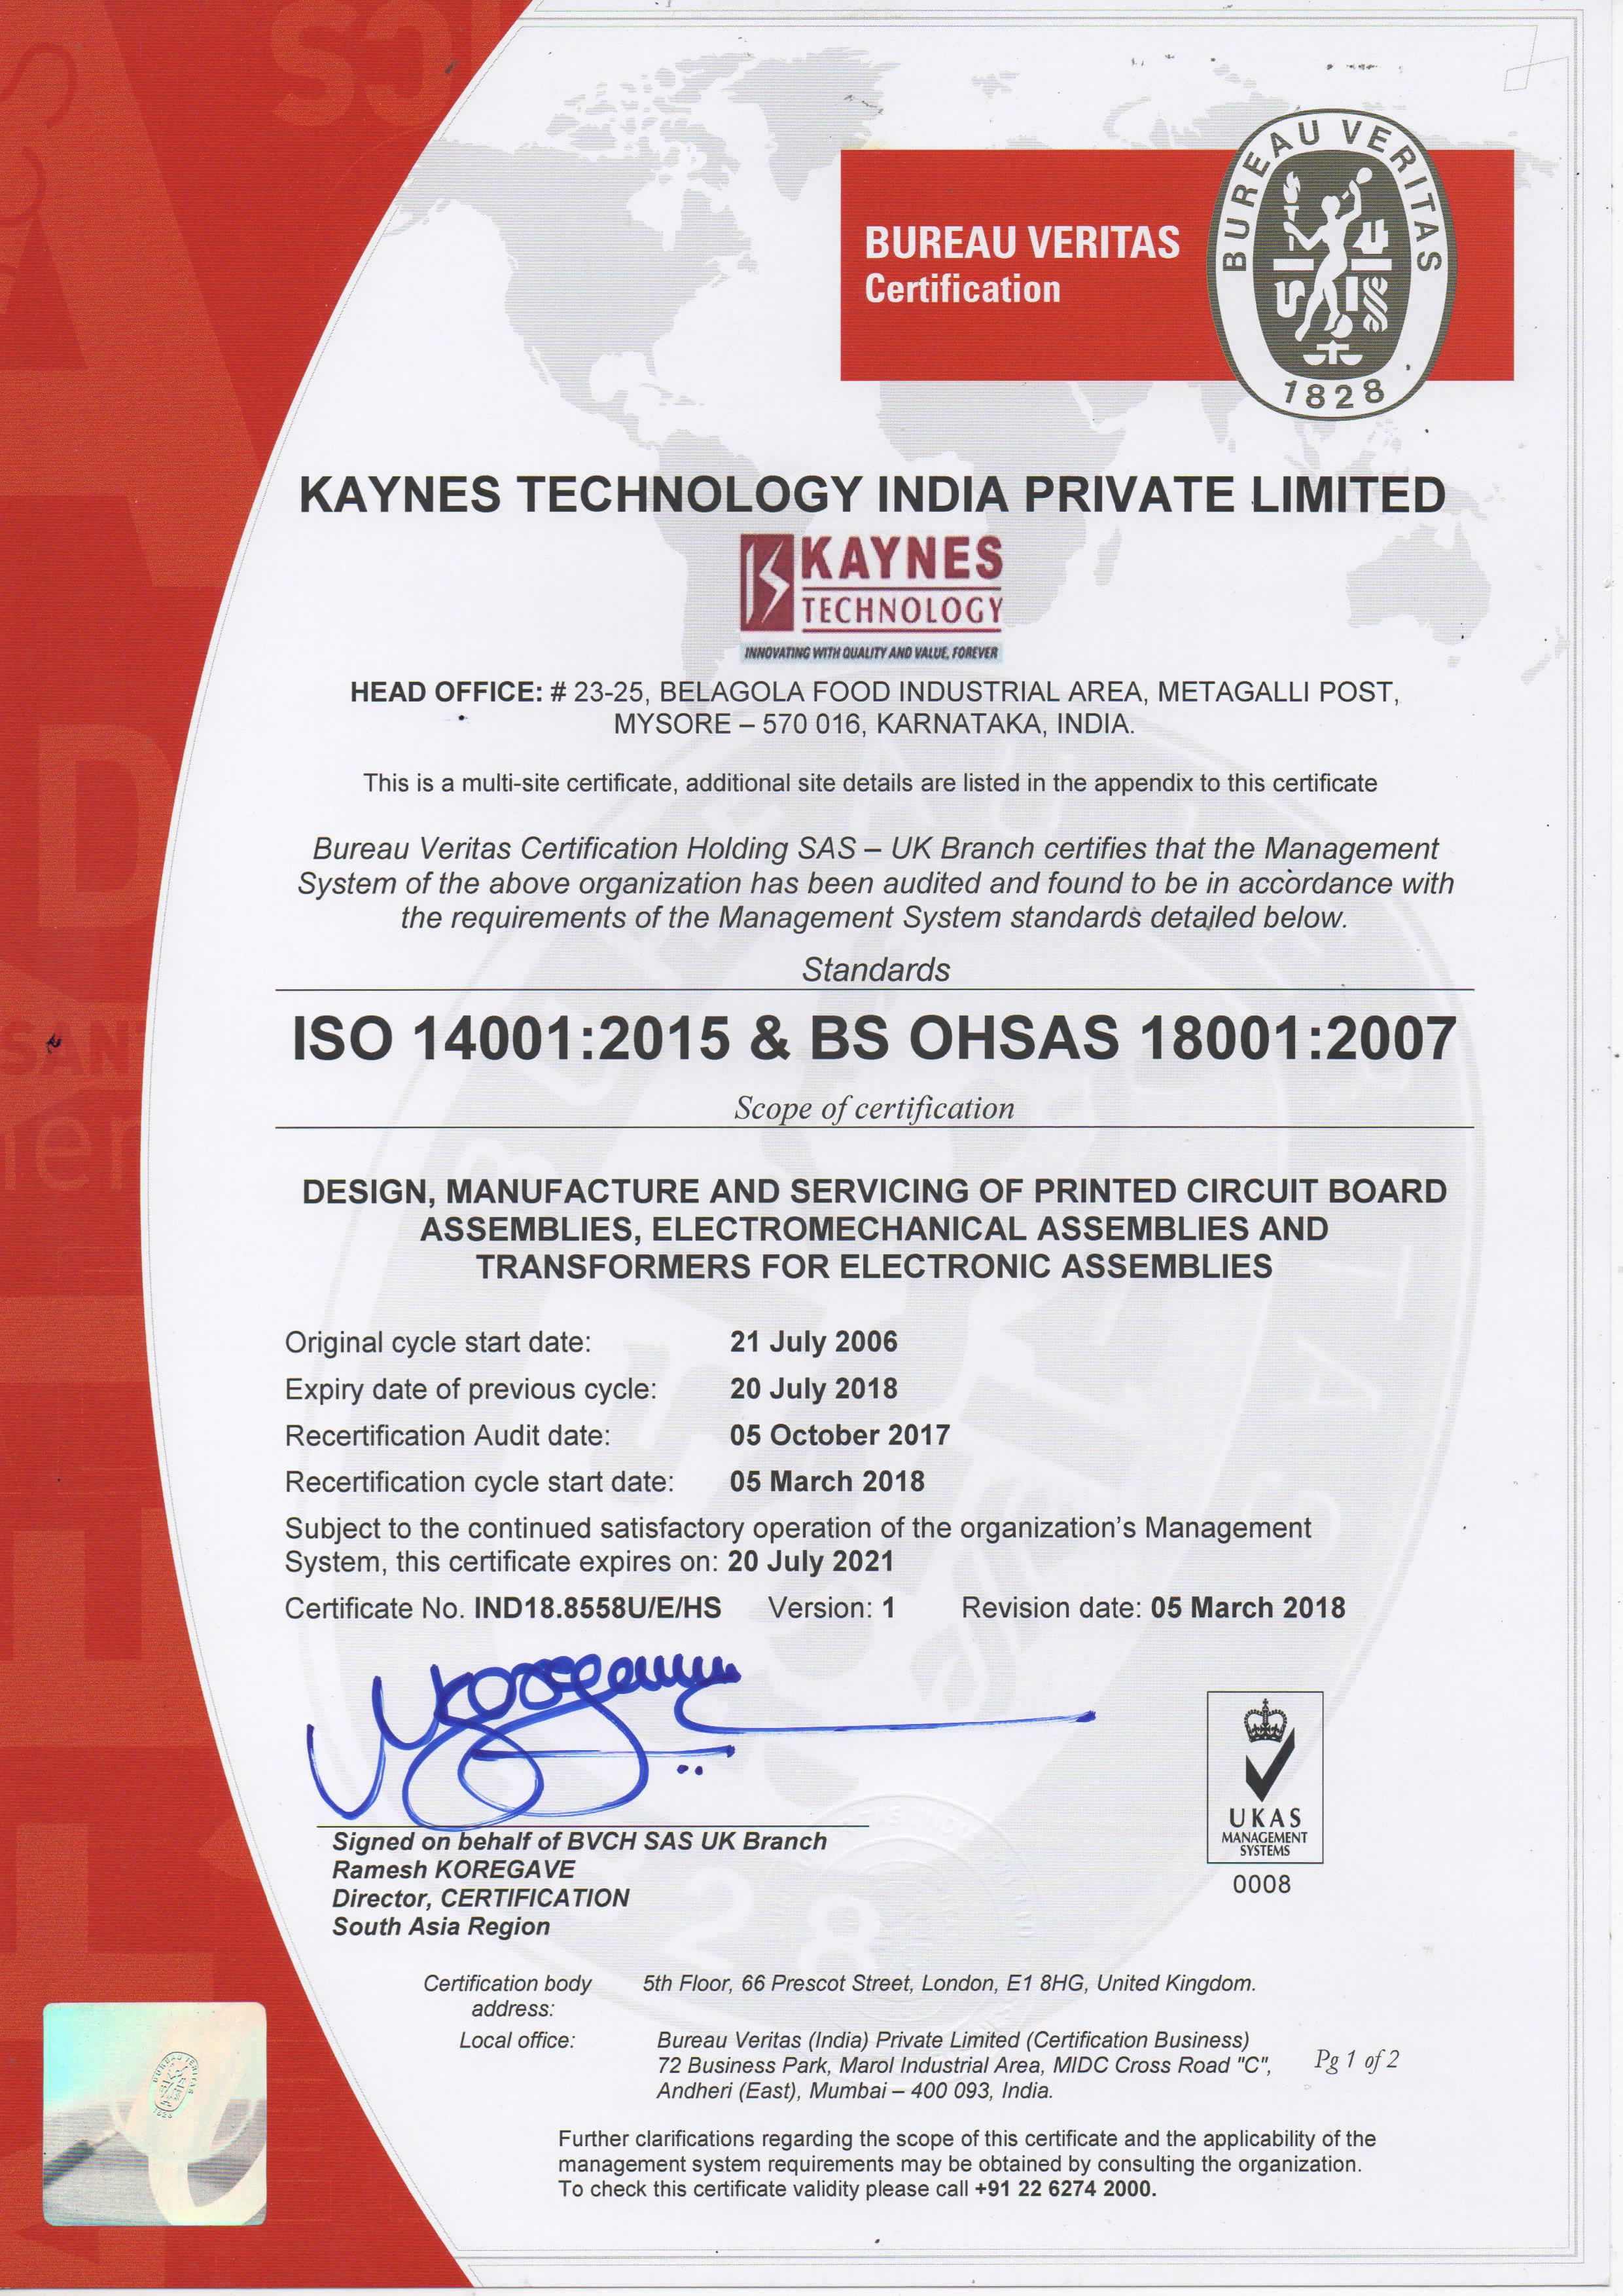 BUREAU VERITAS
Certification
BUREAU VERITAS
1828
KAYNES TECHNOLOGY INDIA PRIVATE LIMITED
KAYNES
TECHNOLOGY
INNOVATING WITH QUALITY AND VALUE, FOREVER
HEAD OFFICE: # 23-25, BELAGOLA FOOD INDUSTRIAL AREA, METAGALLI POST,
MYSORE – 570 016, KARNATAKA, INDIA.
This is a multi-site certificate, additional site details are listed in the appendix to this certificate
Bureau Veritas Certification Holding SAS – UK Branch certifies that the Management
System of the above organization has been audited and found to be in accordance with
the requirements of the Management System standards detailed below.
Standards
ISO 14001:2015 & BS OHSAS 18001:2007
Scope of certification
DESIGN, MANUFACTURE AND SERVICING OF PRINTED CIRCUIT BOARD
ASSEMBLIES, ELECTROMECHANICAL ASSEMBLIES AND
TRANSFORMERS FOR ELECTRONIC ASSEMBLIES
Original cycle start date: 21 July 2006
Expiry date of previous cycle: 20 July 2018
Recertification Audit date: 05 October 2017
Recertification cycle start date: 05 March 2018
Subject to the continued satisfactory operation of the organization's Management
System, this certificate expires on: 20 July 2021
Certificate No. IND18.8558U/E/HS Version: 1 Revision date: 05 March 2018
Signed on behalf of BVCH SAS UK Branch
Ramesh KOREGAVE
Director, CERTIFICATION
South Asia Region
UKAS
MANAGEMENT
SYSTEMS
0008
Certification body address: 5th Floor, 66 Prescot Street, London, E1 8HG, United Kingdom.
Local office: Bureau Veritas (India) Private Limited (Certification Business)
72 Business Park, Marol Industrial Area, MIDC Cross Road "C",
Andheri (East), Mumbai – 400 093, India.
Pg 1 of 2
Further clarifications regarding the scope of this certificate and the applicability of the
management system requirements may be obtained by consulting the organization.
To check this certificate validity please call +91 22 6274 2000.